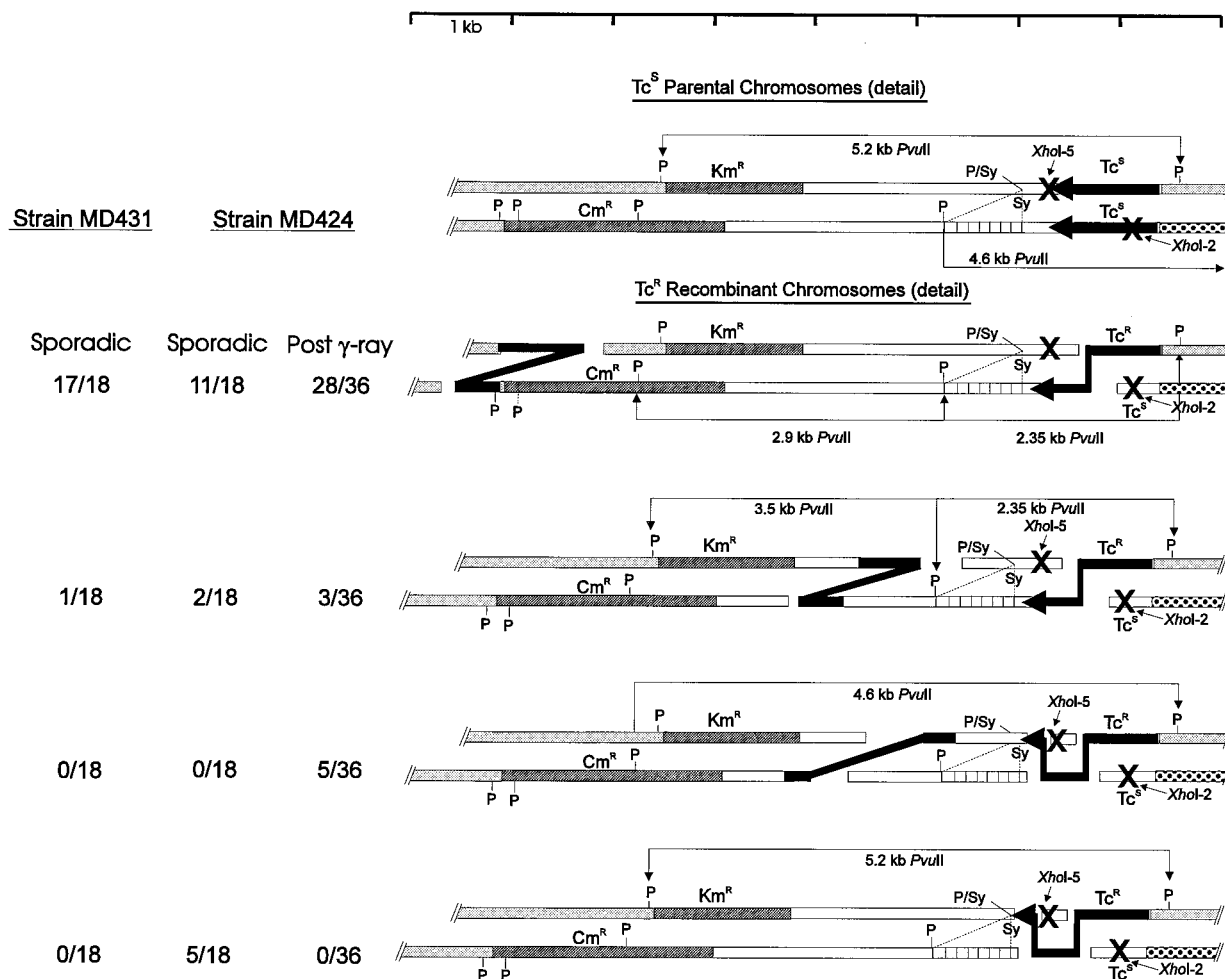 1 kb
Tc^S Parental Chromosomes (detail)
5.2 kb PvuII
XhoI-5
P
Km^R
P/Sy
Tc^S
P
Strain MD431
Strain MD424
P
P
Cm^R
P
P
Sy
Tc^S
XhoI-2
4.6 kb PvuII
Tc^R Recombinant Chromosomes (detail)
Sporadic
Sporadic
Post γ-ray
P
Km^R
P/Sy
Tc^R
P
17/18
11/18
28/36
Cm^R
P
P
Sy
P
P
Tc^S
XhoI-2
2.9 kb PvuII
2.35 kb PvuII
3.5 kb PvuII
2.35 kb PvuII
XhoI-5
P
Km^R
P/Sy
Tc^R
P
1/18
2/18
3/36
Cm^R
P
P
Sy
P
P
Tc^S
XhoI-2
4.6 kb PvuII
XhoI-5
P
Km^R
P/Sy
Tc^R
P
0/18
0/18
5/36
Cm^R
P
P
Sy
P
P
Tc^S
XhoI-2
5.2 kb PvuII
XhoI-5
P
Km^R
P/Sy
Tc^R
P
0/18
5/18
0/36
Cm^R
P
P
Sy
P
P
Tc^S
XhoI-2